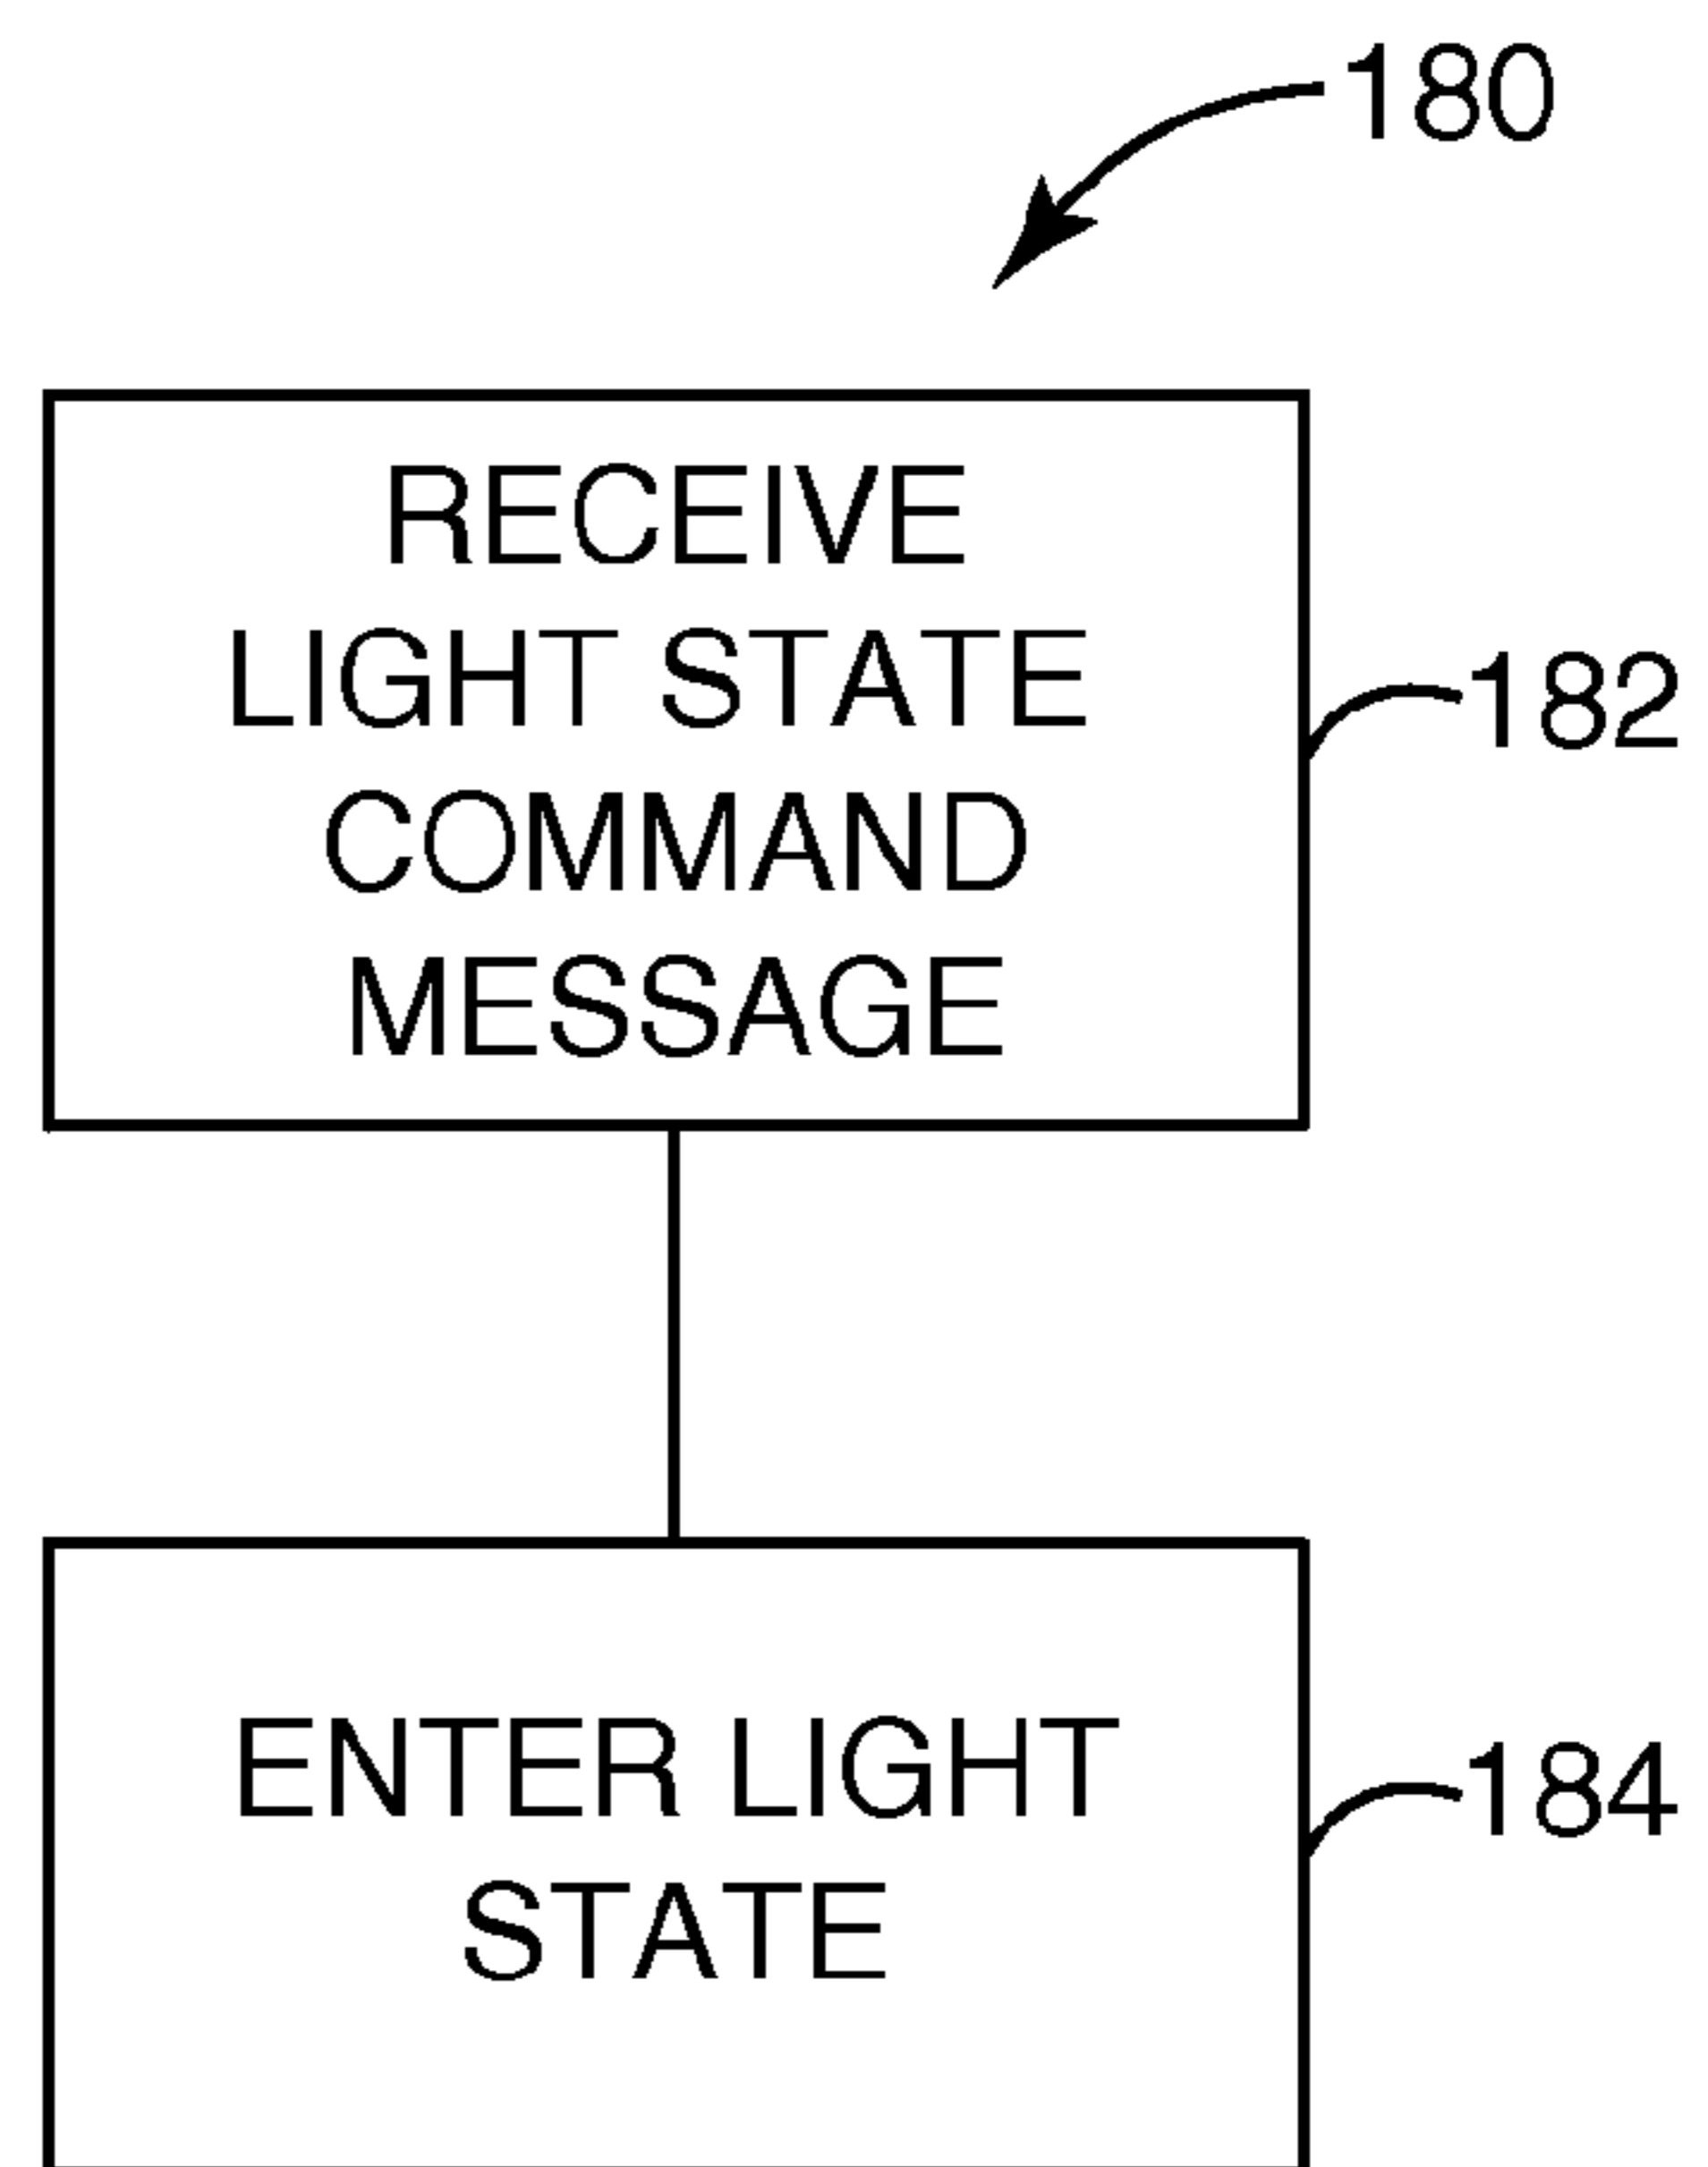 180
RECEIVE
LIGHT STATE
COMMAND
MESSAGE
182
ENTER LIGHT
STATE
184